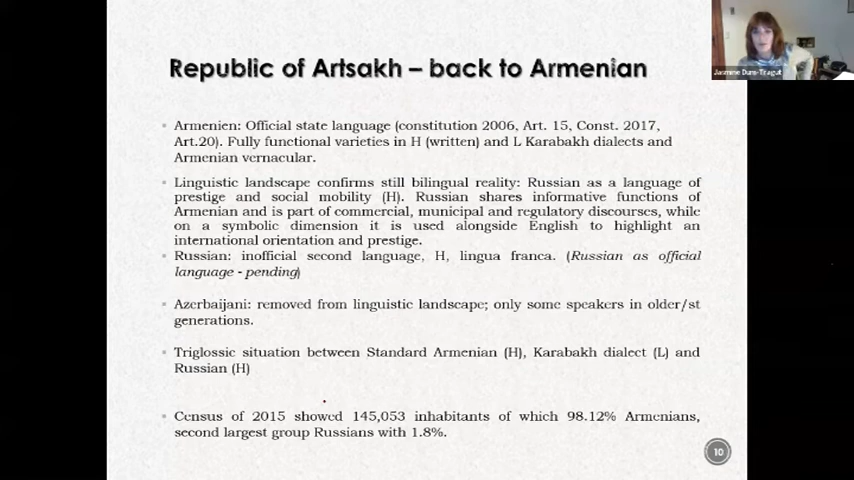 Republic of Artsakh – back to Armenian
Jasmine Dum-Tragut
Armenien: Official state language (constitution 2006, Art. 15, Const. 2017,
Art.20). Fully functional varieties in H (written) and L Karabakh dialects and
Armenian vernacular.
Linguistic landscape confirms still bilingual reality: Russian as a language of
prestige and social mobility (H). Russian shares informative functions of
Armenian and is part of commercial, municipal and regulatory discourses, while
on a symbolic dimension it is used alongside English to highlight an
international orientation and prestige.
Russian: inofficial second language, H, lingua franca. (Russian as official
language - pending)
Azerbaijani: removed from linguistic landscape; only some speakers in older/st
generations.
Triglossic situation between Standard Armenian (H), Karabakh dialect (L) and
Russian (H)
Census of 2015 showed 145,053 inhabitants of which 98.12% Armenians,
second largest group Russians with 1.8%.
10